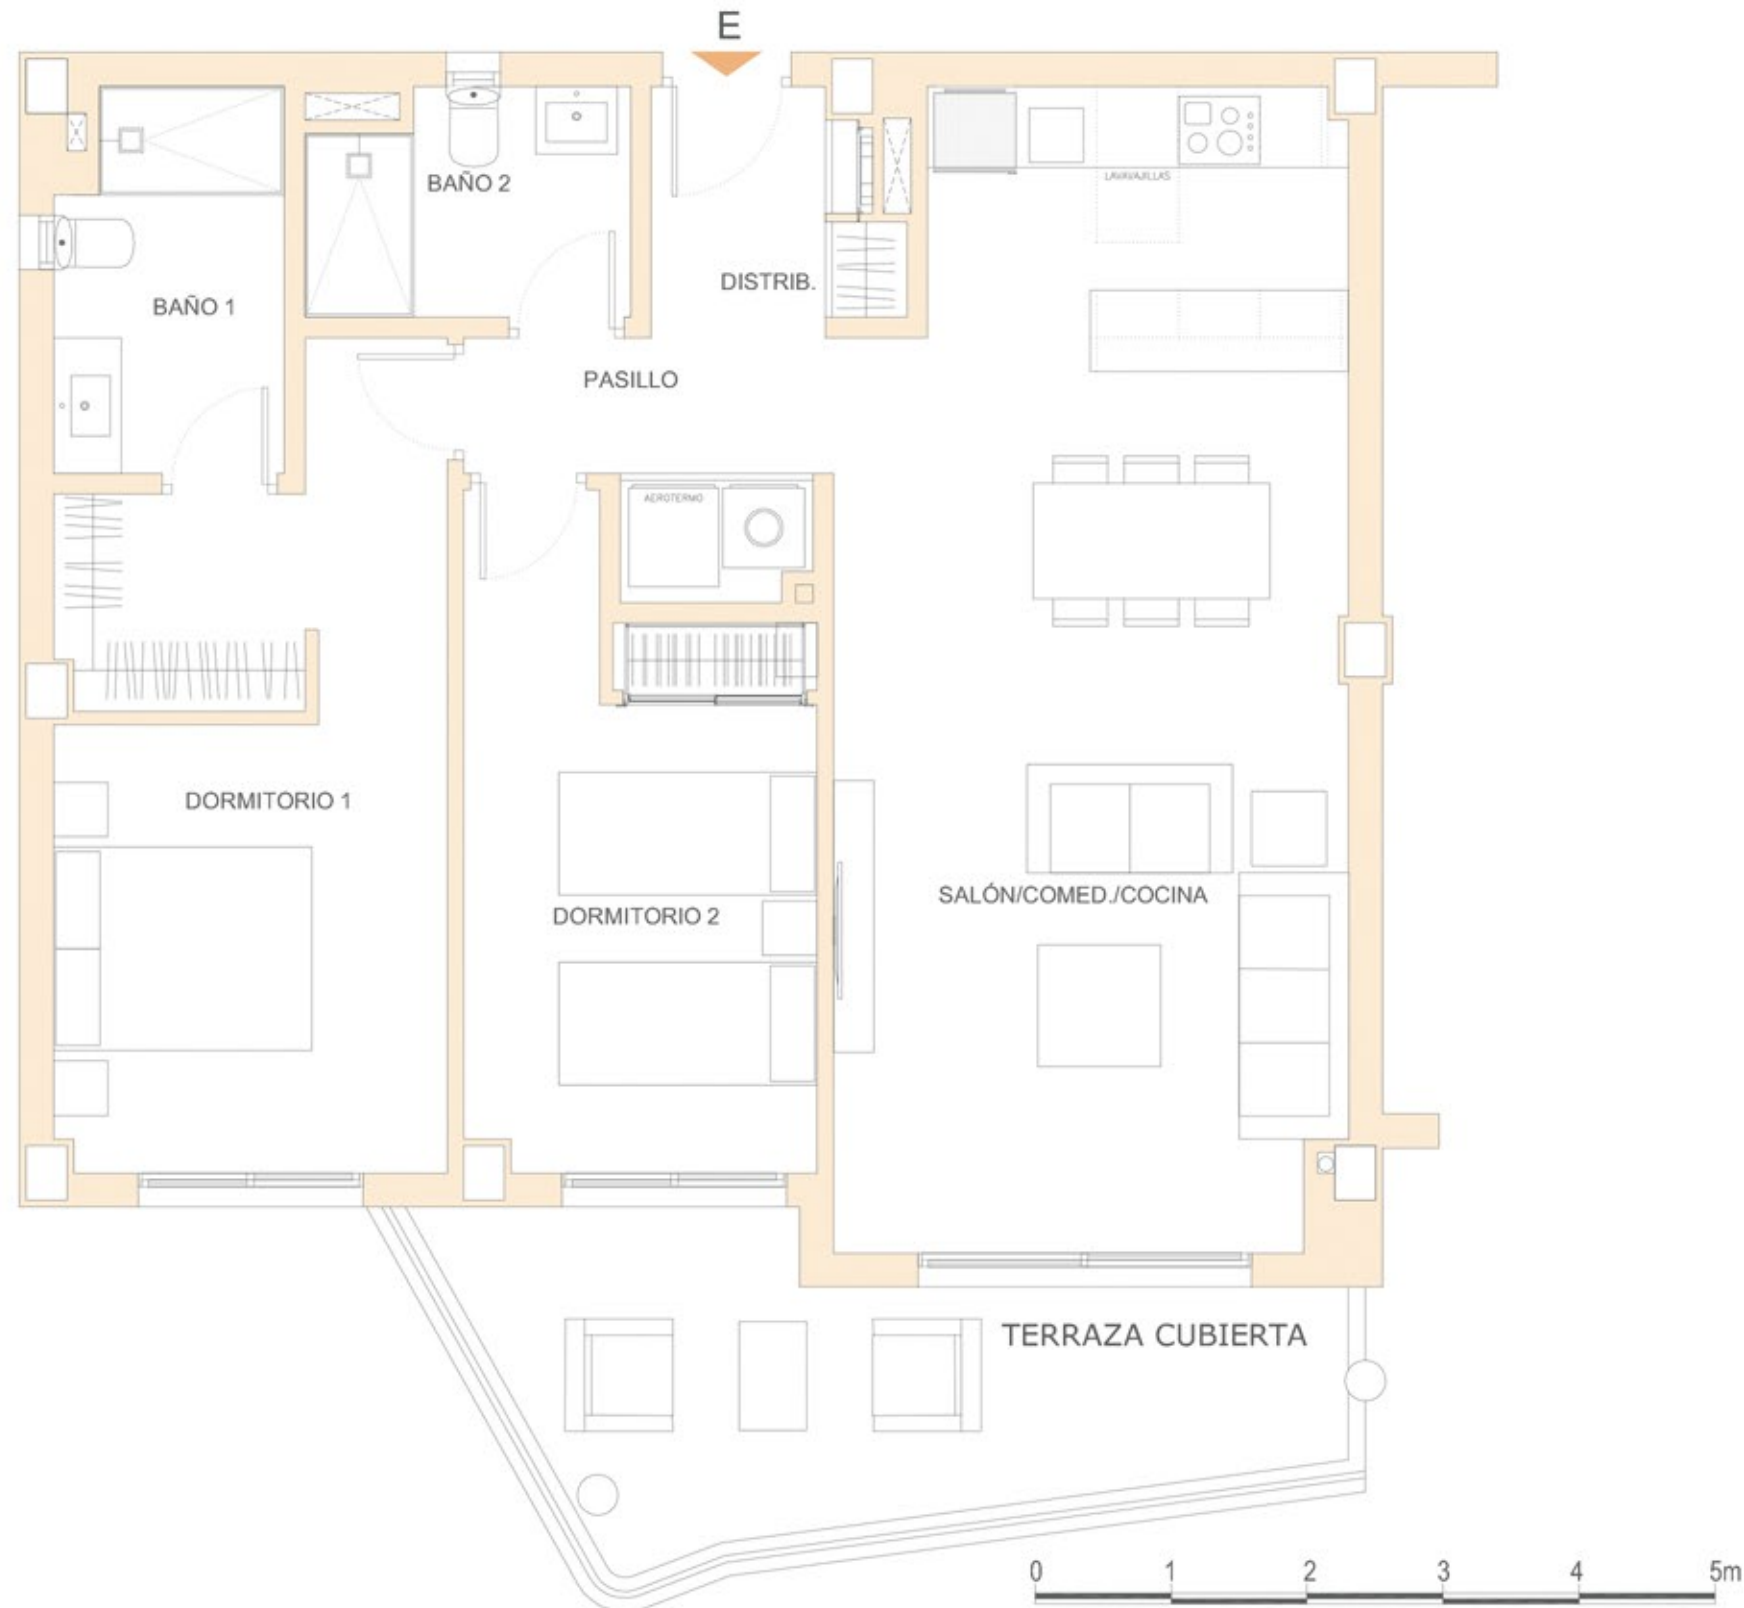 E
BAÑO 2
LAVAVAJILLAS
DISTRIB.
BAÑO 1
PASILLO
AEROTERMO
DORMITORIO 1
SALÓN/COMED./COCINA
DORMITORIO 2
TERRAZA CUBIERTA
0 1 2 3 4 5m